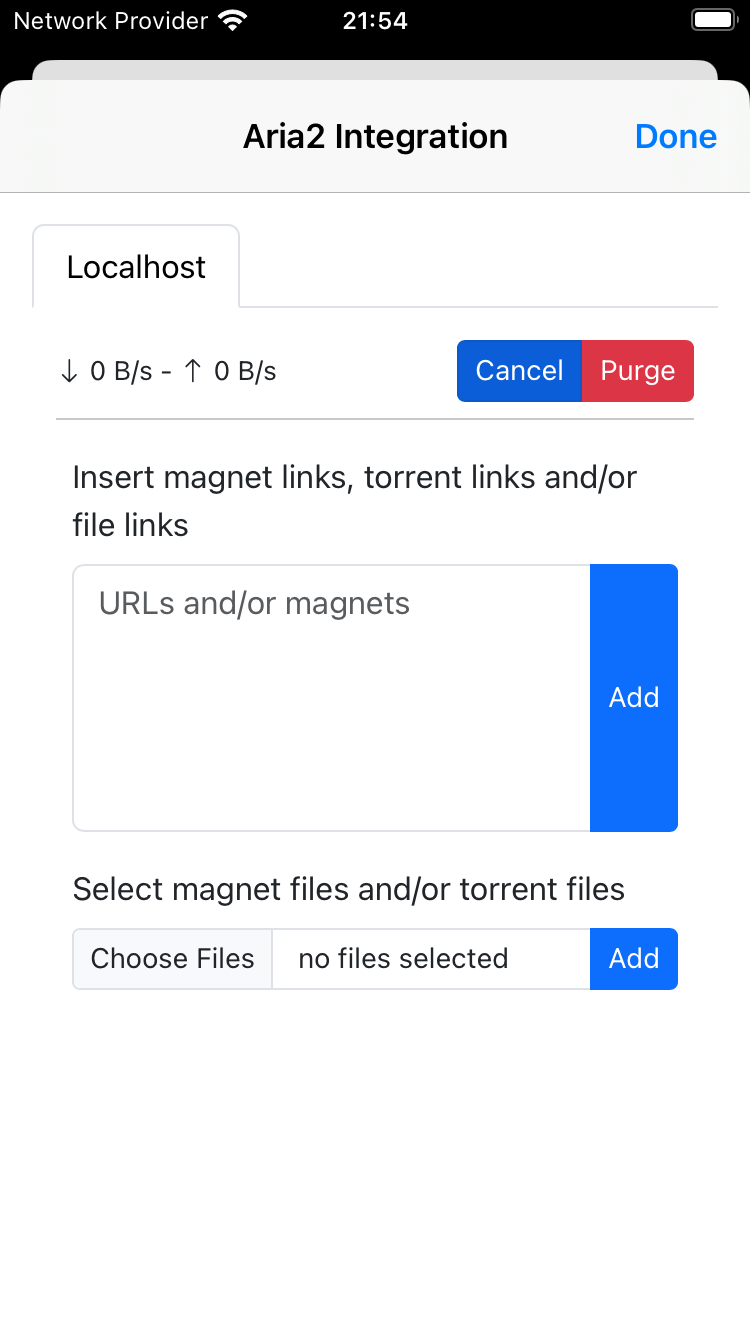 Network Provider 21:54
Aria2 Integration Done
Localhost
↓ 0 B/s - ↑ 0 B/s Cancel Purge
Insert magnet links, torrent links and/or
file links
URLs and/or magnets
Add
Select magnet files and/or torrent files
Choose Files no files selected Add